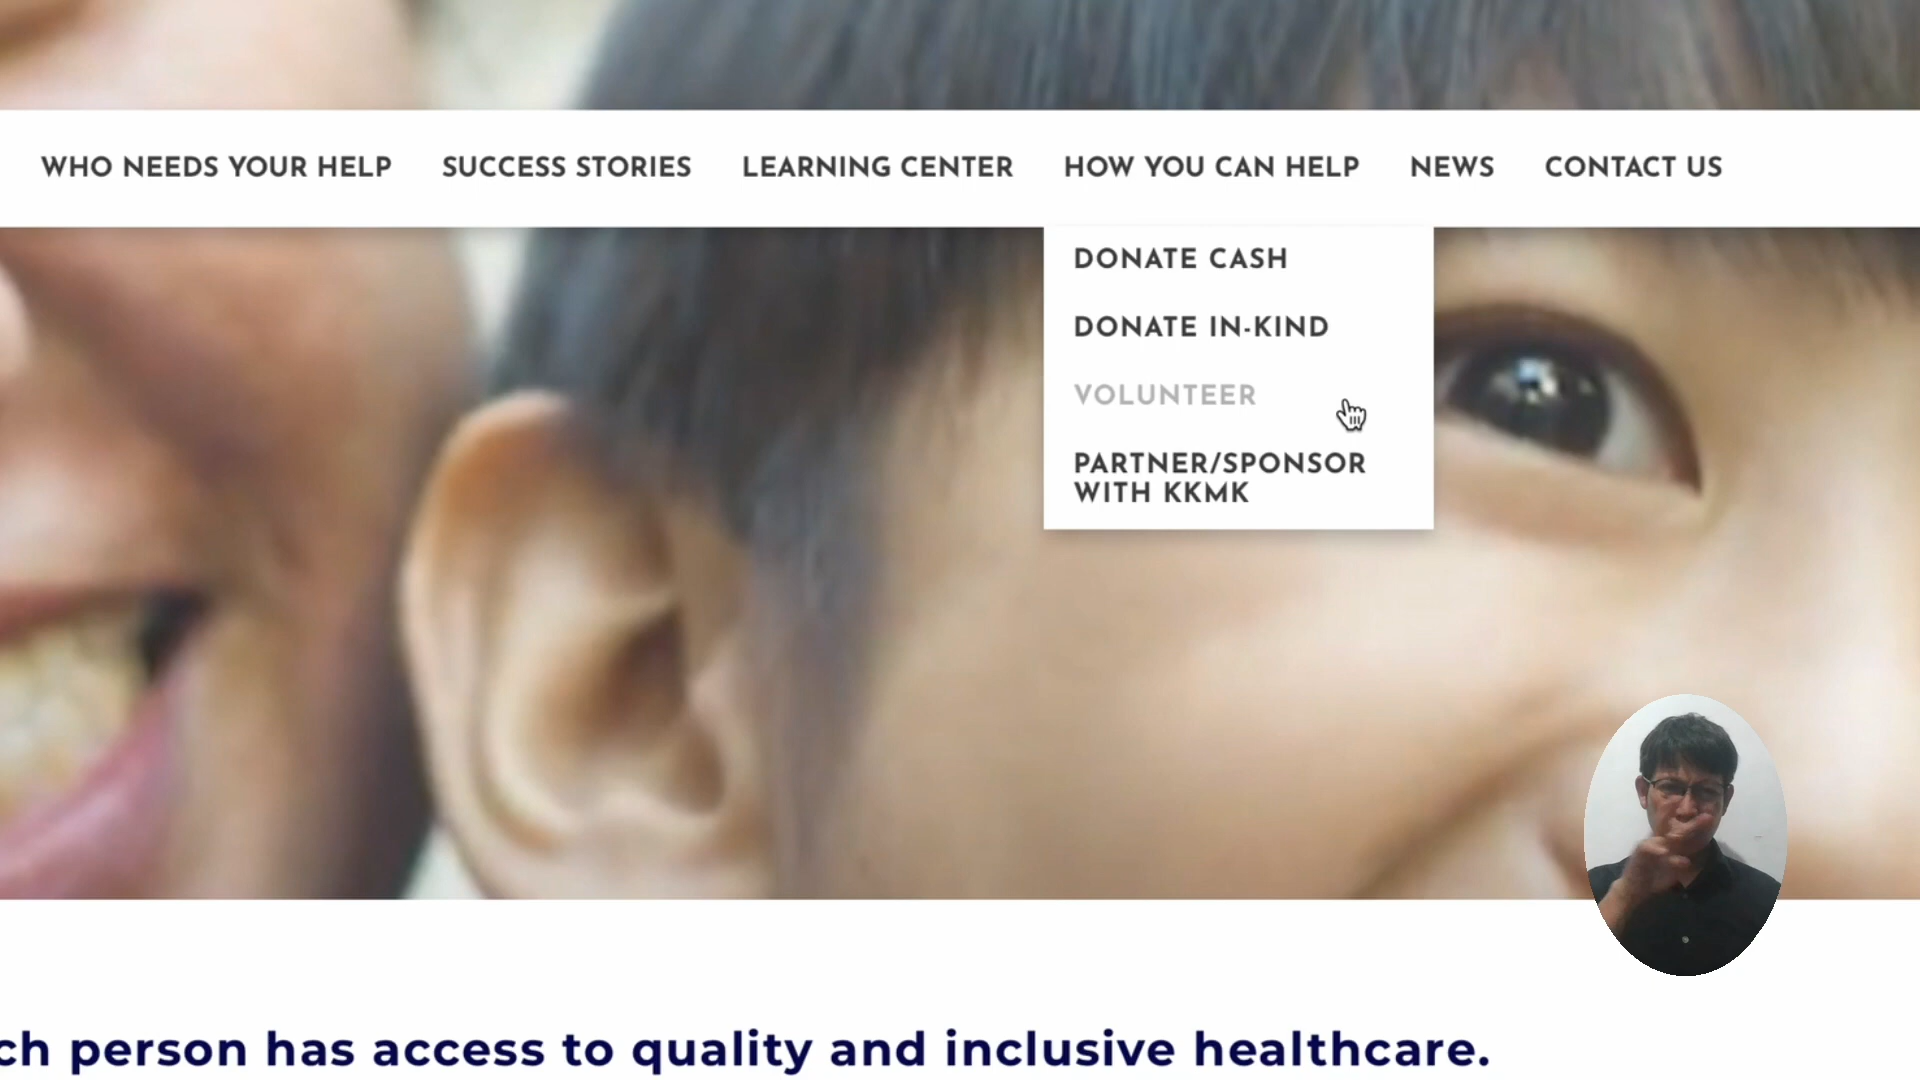 WHO NEEDS YOUR HELP SUCCESS STORIES LEARNING CENTER HOW YOU CAN HELP NEWS CONTACT US
DONATE CASH
DONATE IN-KIND
VOLUNTEER
PARTNER/SPONSOR
WITH KKMK
ch person has access to quality and inclusive healthcare.